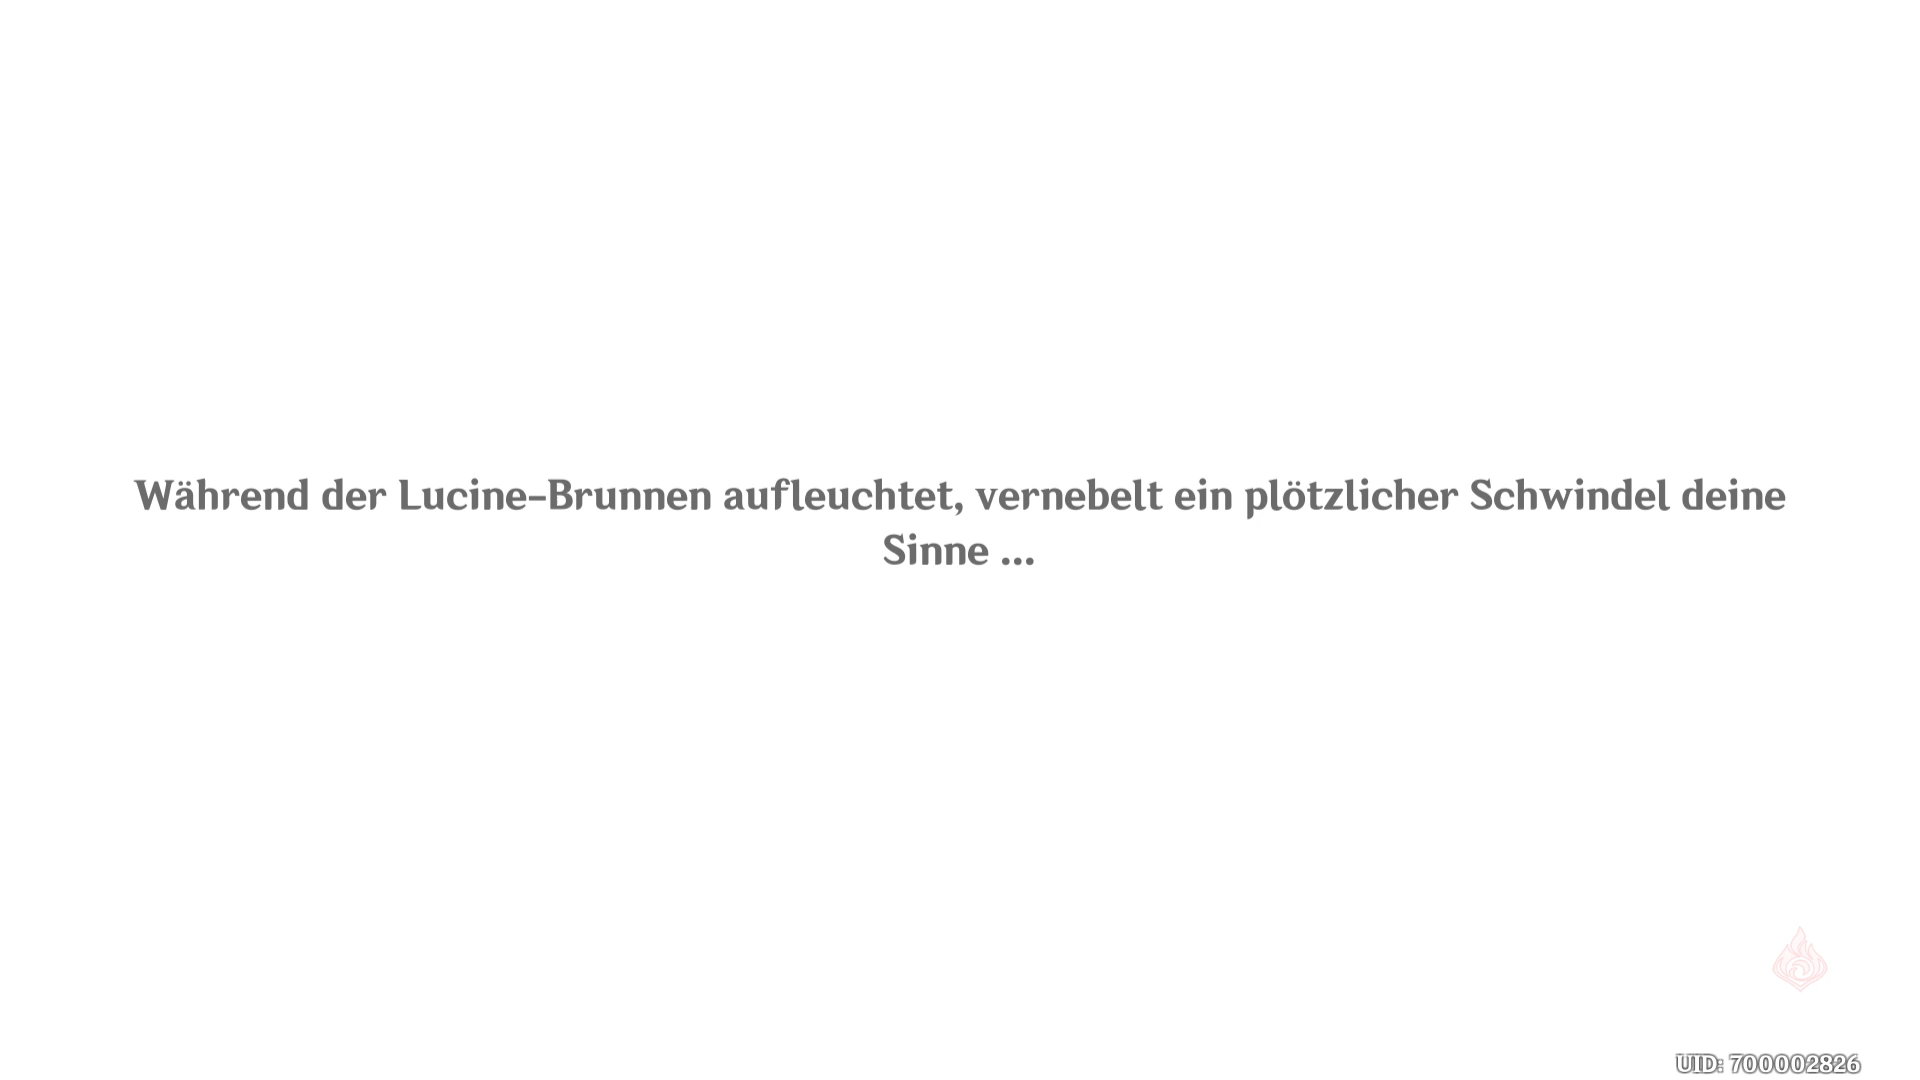 Während der Lucine-Brunnen aufleuchtet, vernebelt ein plötzlicher Schwindel deine
Sinne ...
UID: 700002826